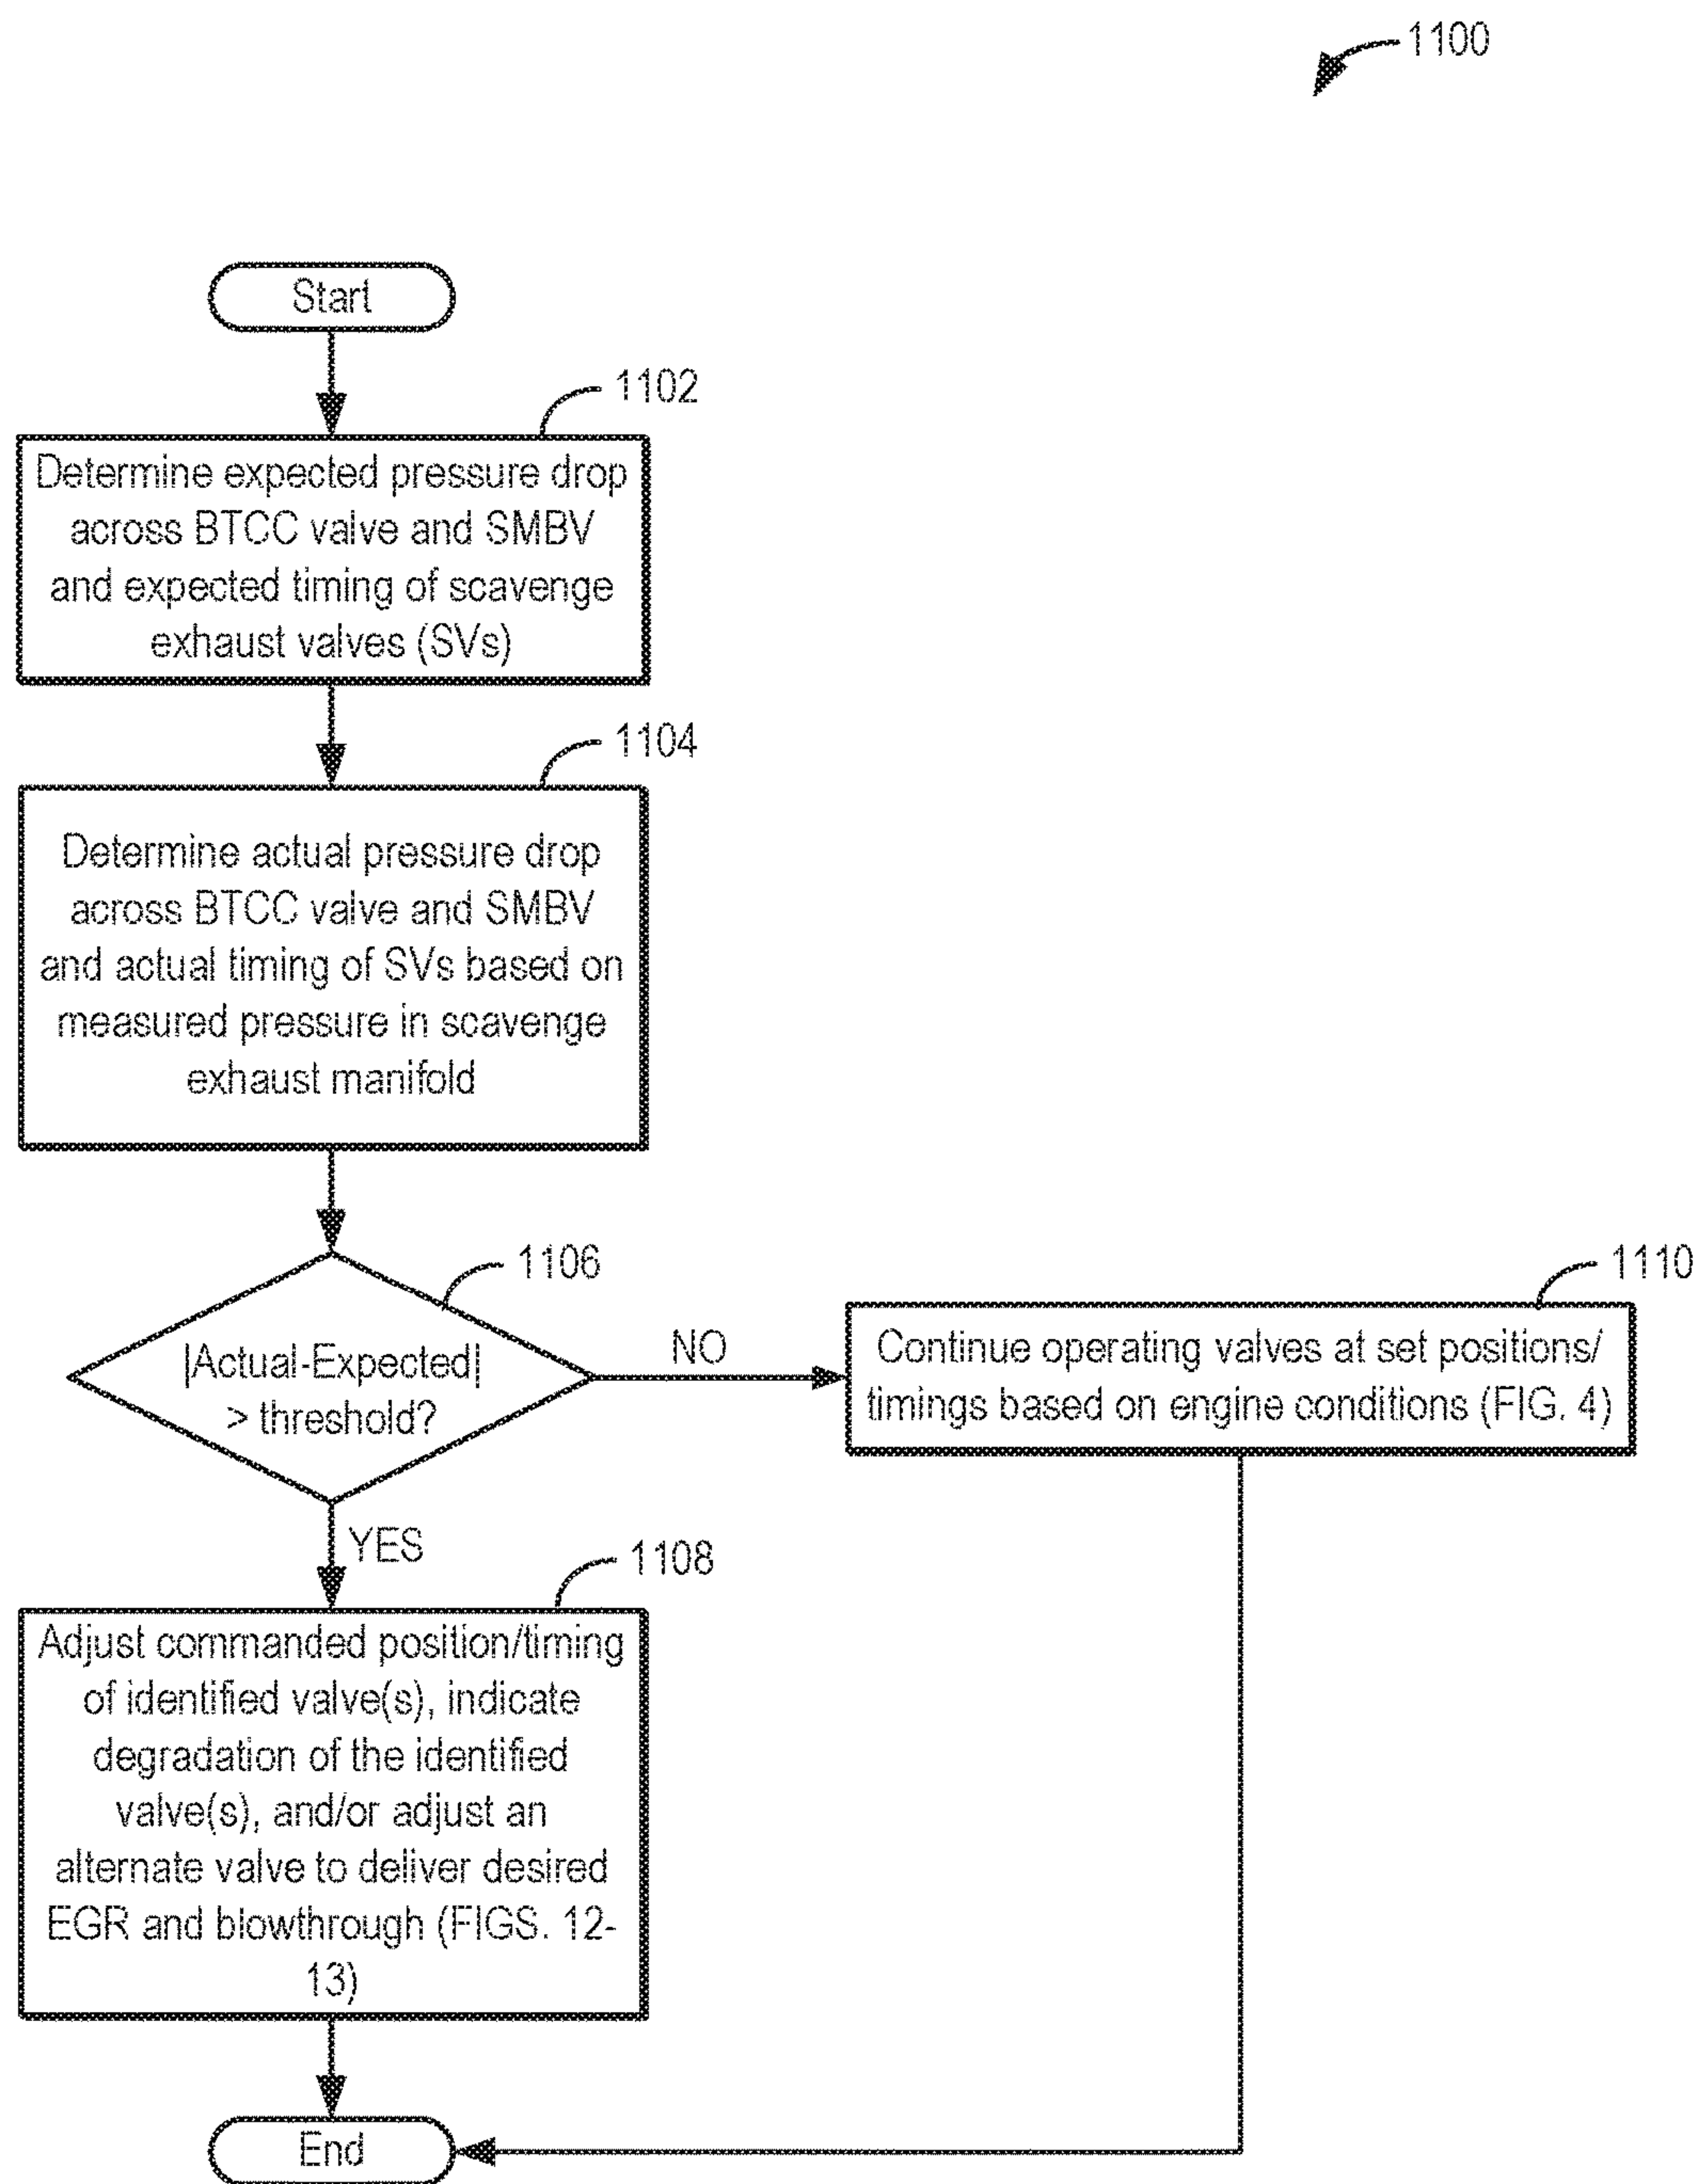 1100
Start
1102
Determine expected pressure drop
across BTCC valve and SMBV
and expected timing of scavenge
exhaust valves (SVs)
1104
Determine actual pressure drop
across BTCC valve and SMBV
and actual timing of SVs based on
measured pressure in scavenge
exhaust manifold
1106
|Actual-Expected|
> threshold?
NO
1110
Continue operating valves at set positions/
timings based on engine conditions (FIG. 4)
YES
1108
Adjust commanded position/timing
of identified valve(s), indicate
degradation of the identified
valve(s), and/or adjust an
alternate valve to deliver desired
EGR and blowthrough (FIGS. 12-
13)
End